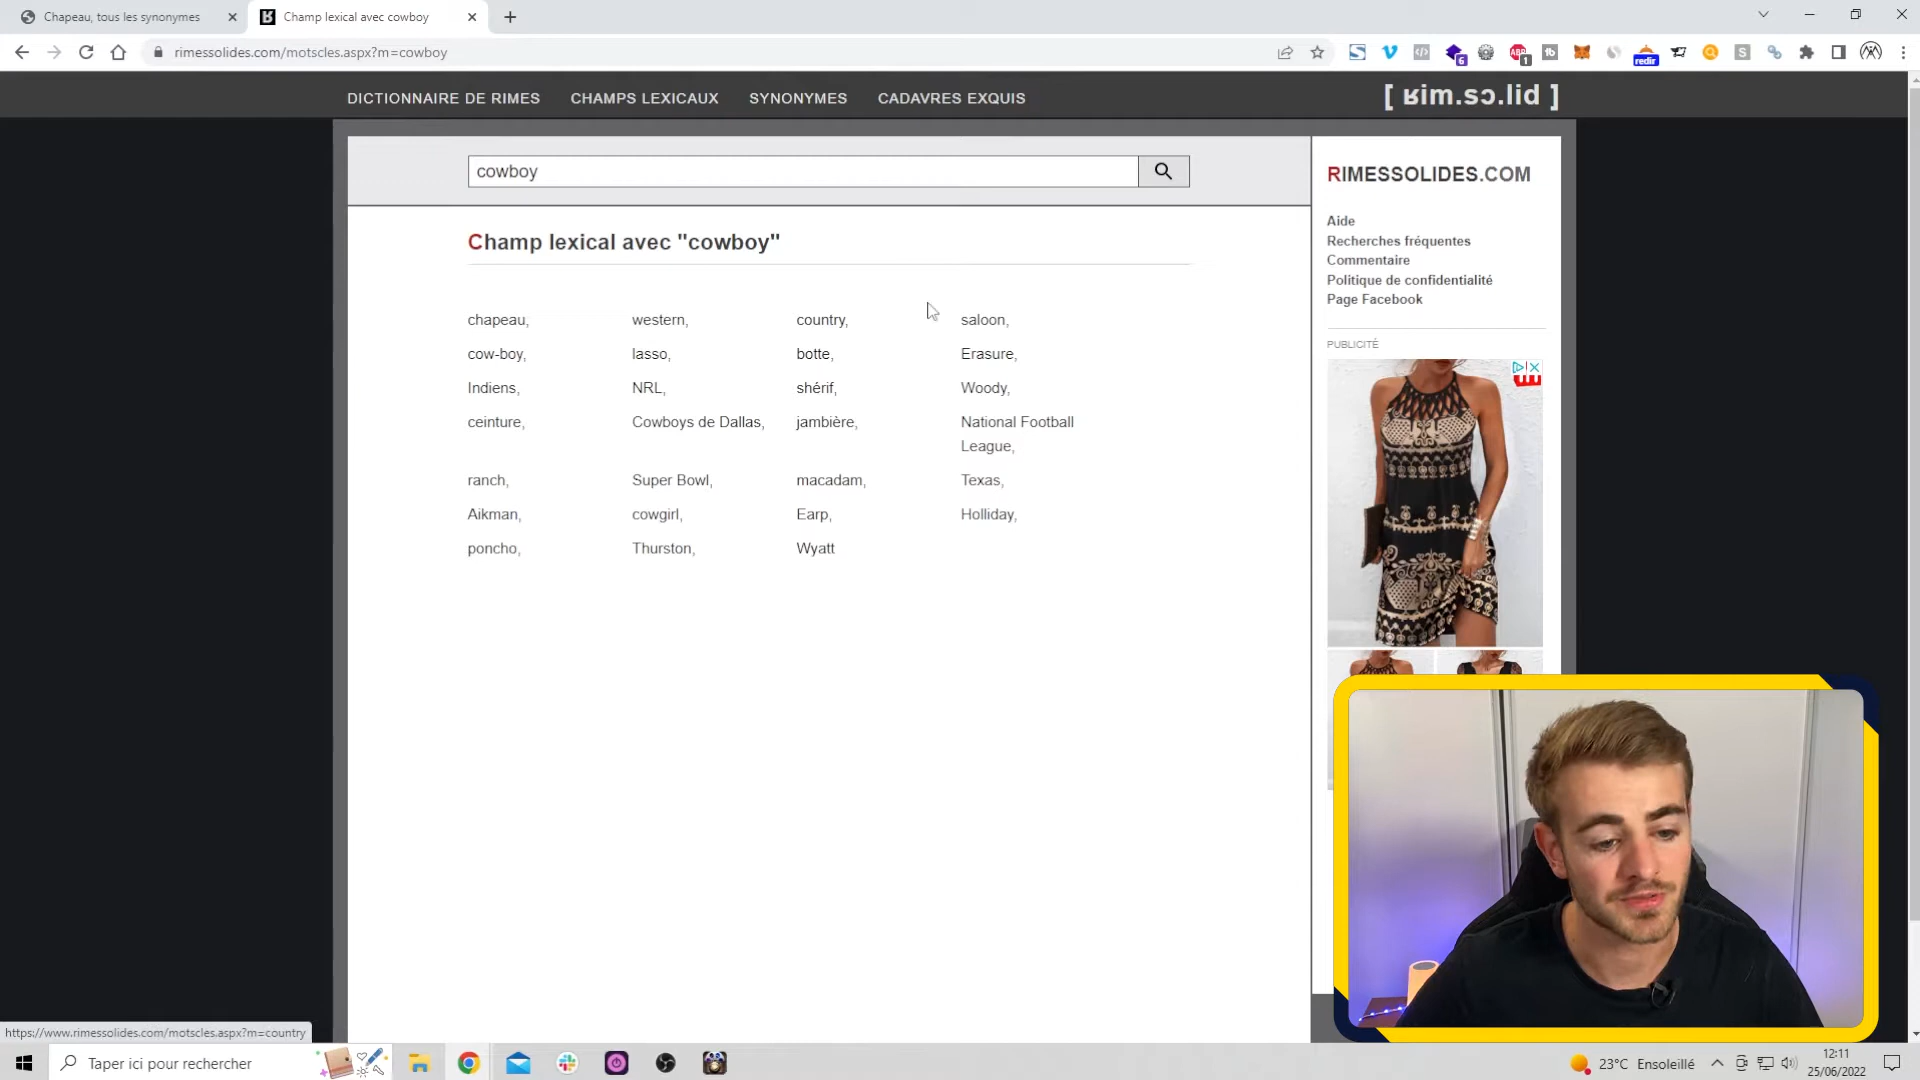 Chapeau, tous les synonymes
Champ lexical avec cowboy
rimessolides.com/motscles.aspx?m=cowboy
DICTIONNAIRE DE RIMES CHAMPS LEXICAUX SYNONYMES CADAVRES EXQUIS
cowboy
Champ lexical avec "cowboy"
chapeau, western, country, saloon,
cow-boy, lasso, botte, Erasure,
Indiens, NRL, shérif, Woody,
ceinture, Cowboys de Dallas, jambière, National Football
League,
ranch, Super Bowl, macadam, Texas,
Aikman, cowgirl, Earp, Holliday,
poncho, Thurston, Wyatt
RIMESSOLIDES.COM
Aide
Recherches fréquentes
Commentaire
Politique de confidentialité
Page Facebook
PUBLICITÉ
https://www.rimessolides.com/motscles.aspx?m=country
Taper ici pour rechercher
23°C Ensoleillé
12:11
25/06/2022